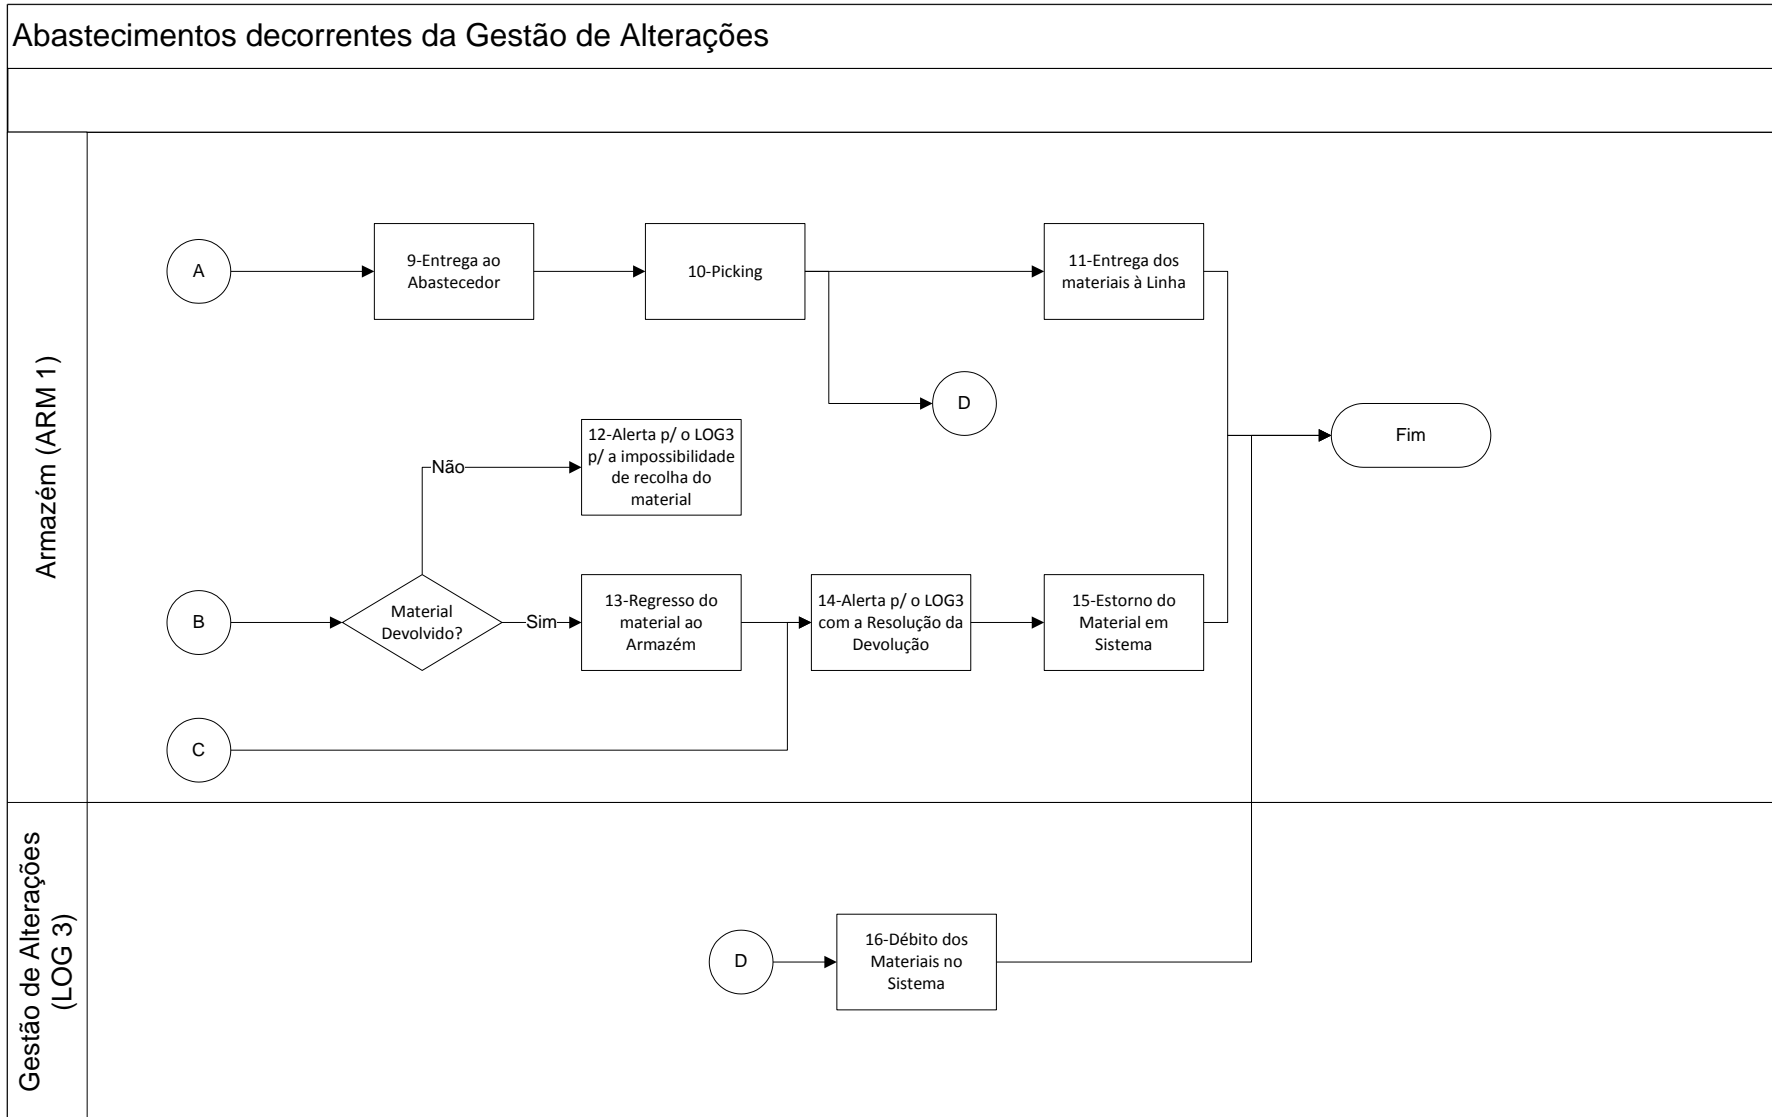 Abastecimentos decorrentes da Gestão de Alterações
Armazém (ARM 1)
A
9-Entrega ao
Abastecedor
10-Picking
11-Entrega dos
materiais à Linha
D
Fim
12-Alerta p/ o LOG3
p/ a impossibilidade
de recolha do
material
Não
B
Material
Devolvido?
Sim
13-Regresso do
material ao
Armazém
14-Alerta p/ o LOG3
com a Resolução da
Devolução
15-Estorno do
Material em
Sistema
C
Gestão de Alterações
(LOG 3)
D
16-Débito dos
Materiais no
Sistema